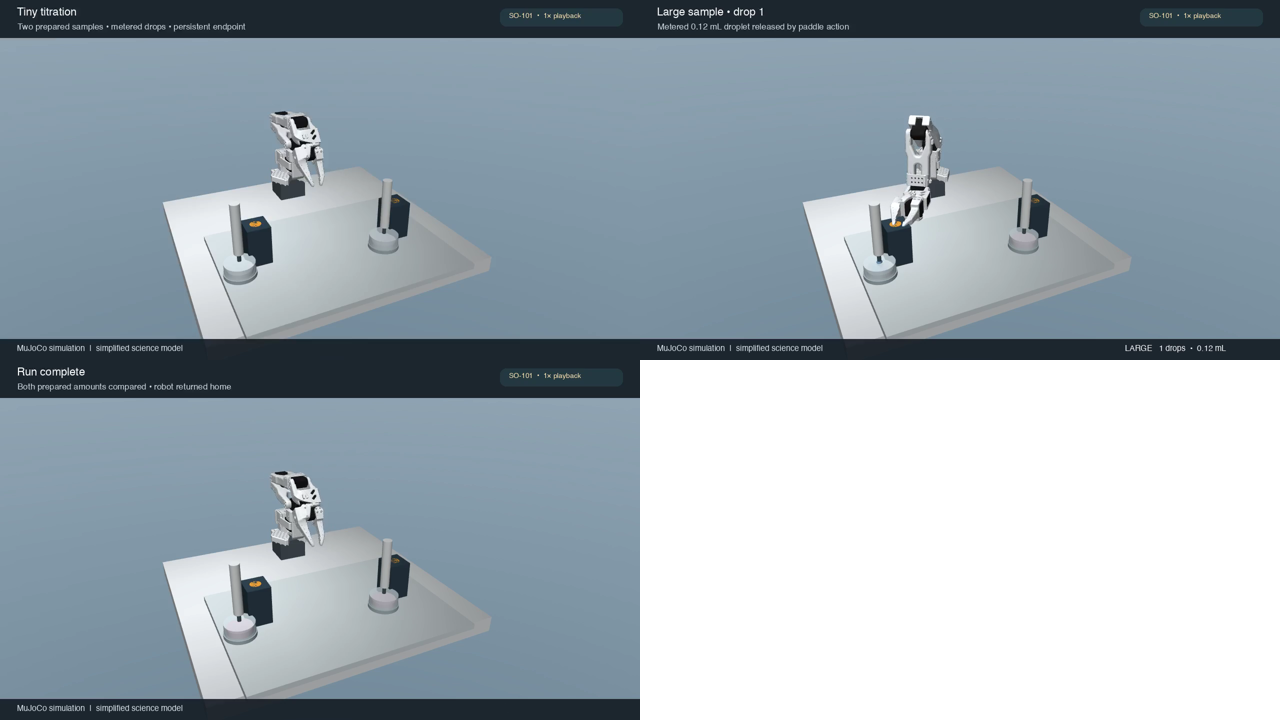 Tiny titration
Two prepared samples • metered drops • persistent endpoint
SO-101 • 1× playback
MuJoCo simulation | simplified science model
Large sample • drop 1
Metered 0.12 mL droplet released by paddle action
SO-101 • 1× playback
MuJoCo simulation | simplified science model
LARGE 1 drops • 0.12 mL
Run complete
Both prepared amounts compared • robot returned home
SO-101 • 1× playback
MuJoCo simulation | simplified science model